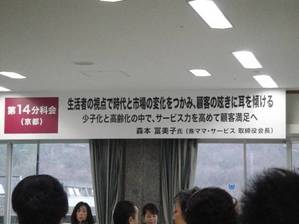 第14分科会
(京都)
生活者の視点で時代と市場の変化をつかみ、顧客の呟きに耳を傾ける
少子化と高齢化の中で、サービス力を高めて顧客満足へ
森本 冨美子氏 (㈱ママ・サービス 取締役会長)